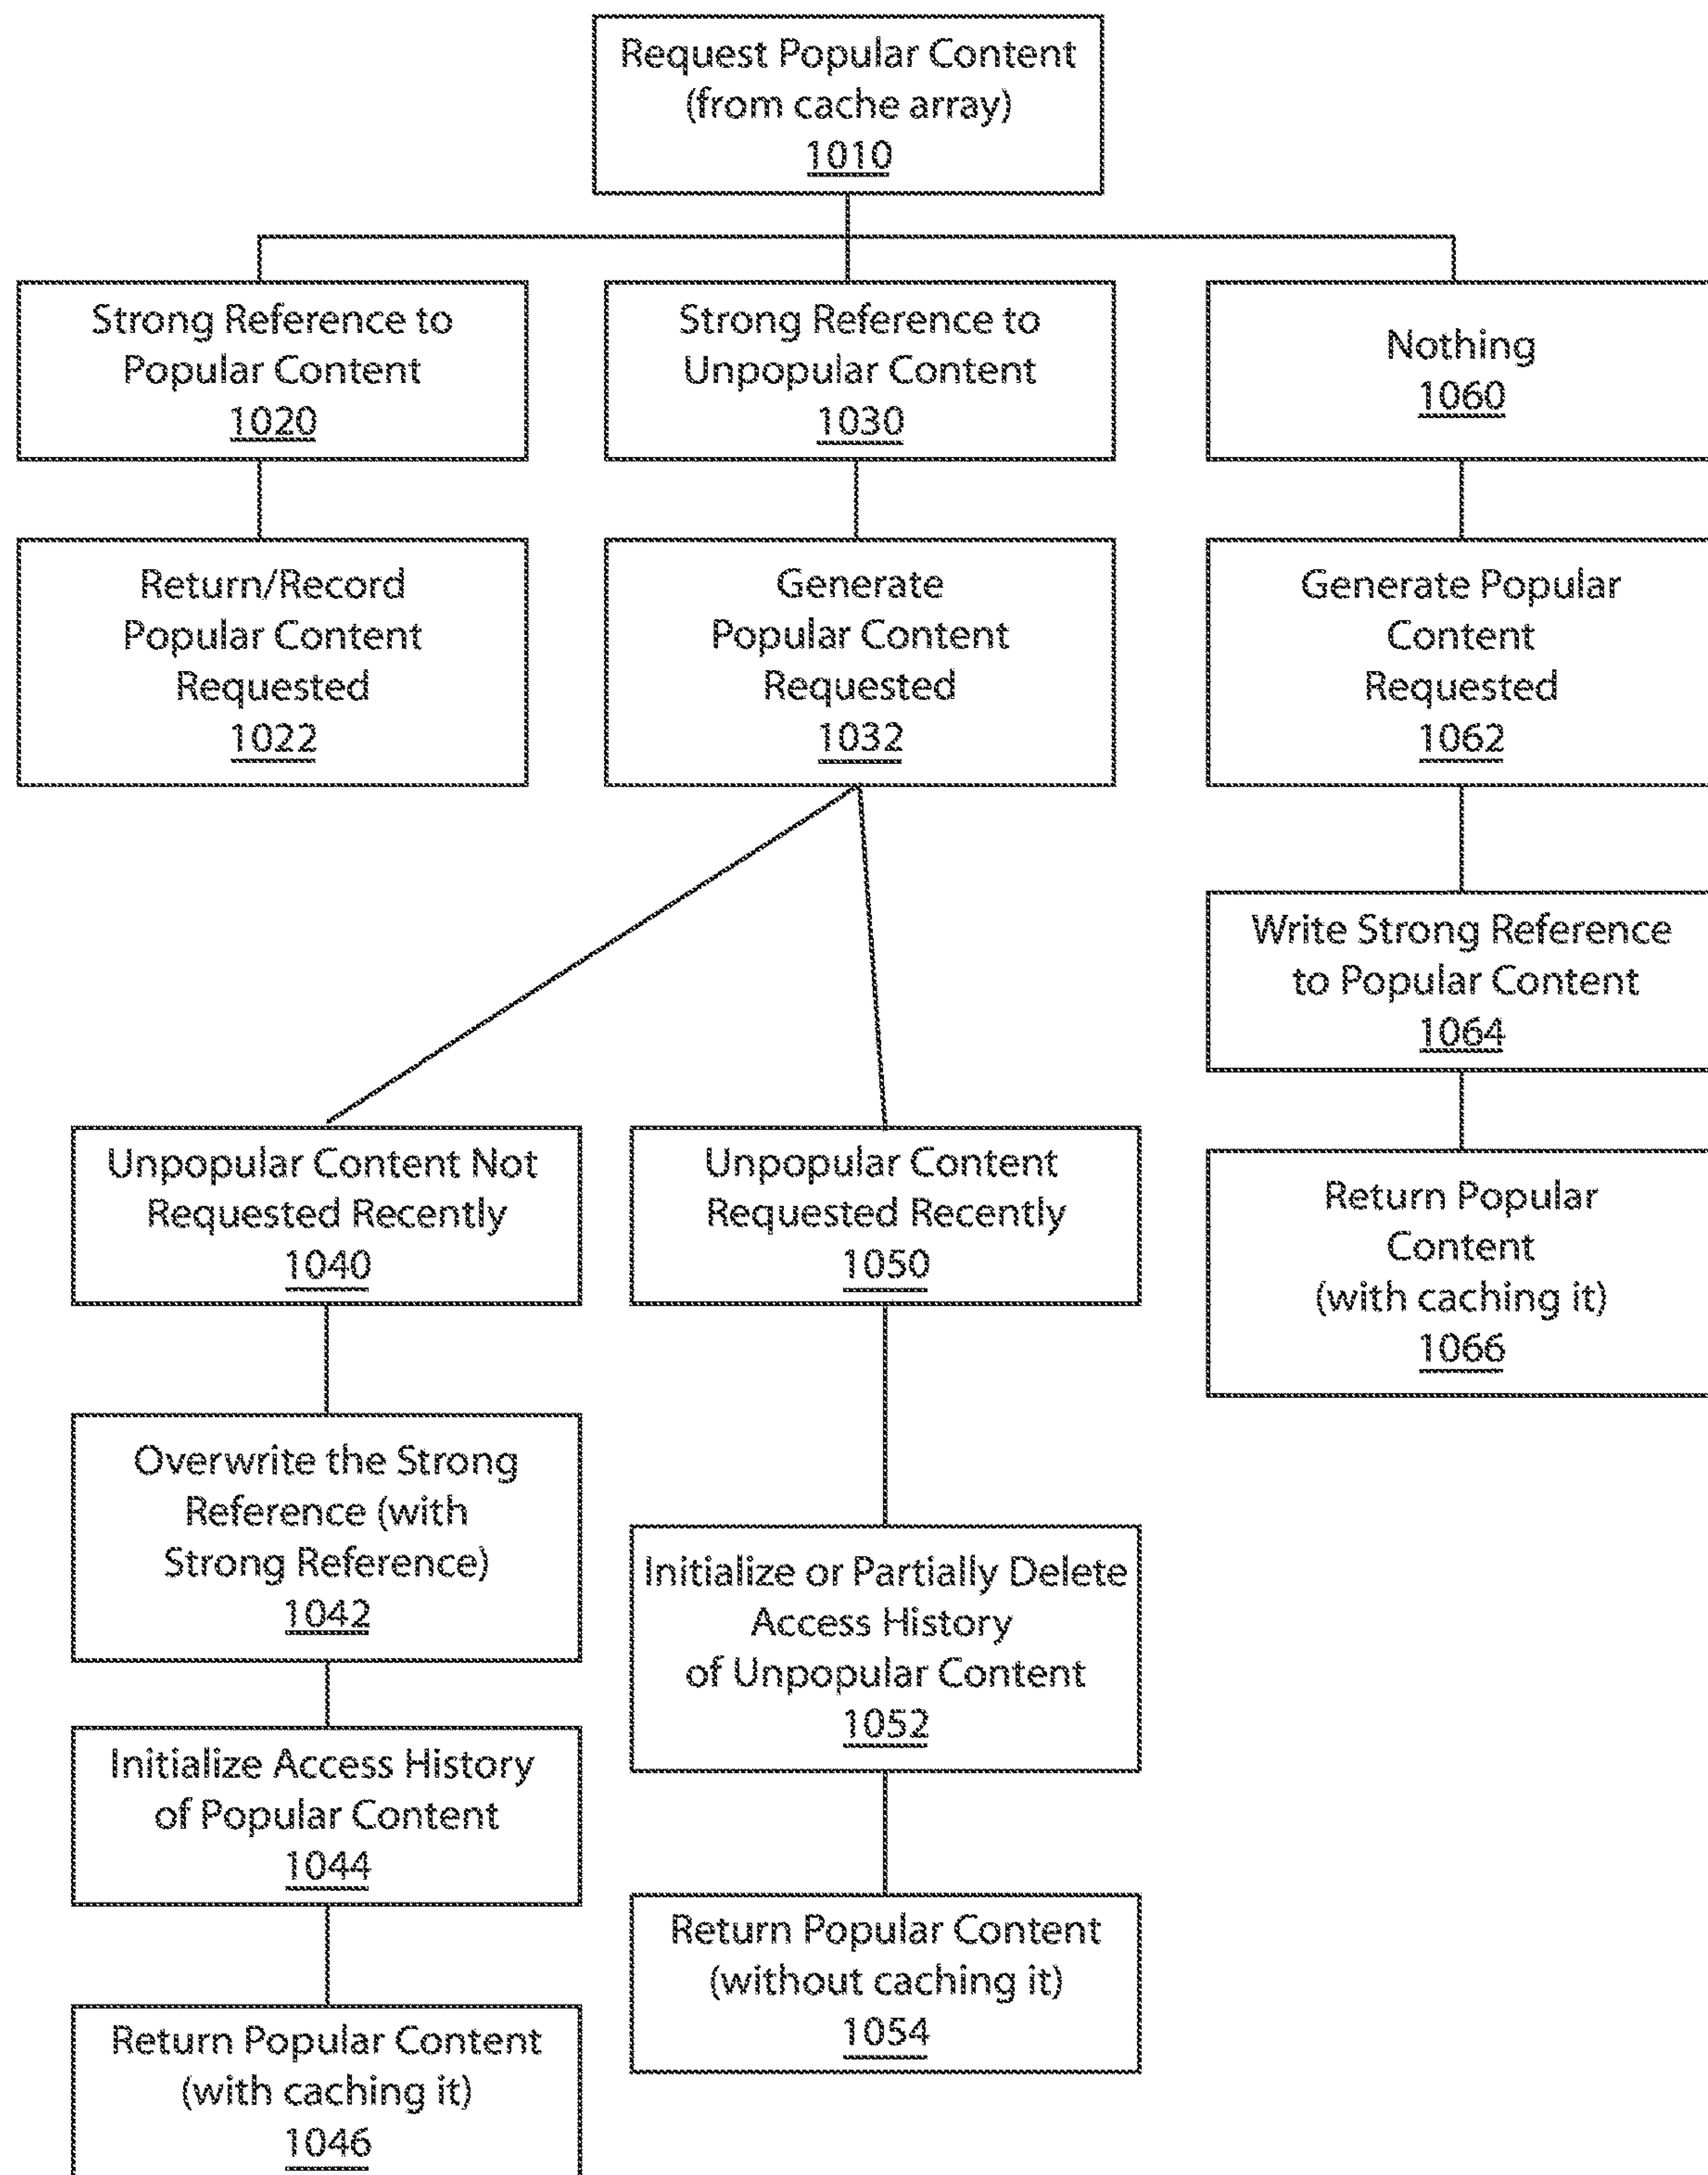 Request Popular Content
(from cache array)
1010
Strong Reference to
Popular Content
1020
Strong Reference to
Unpopular Content
1030
Nothing
1060
Return/Record
Popular Content
Requested
1022
Generate
Popular Content
Requested
1032
Generate Popular
Content
Requested
1062
Write Strong Reference
to Popular Content
1064
Unpopular Content Not
Requested Recently
1040
Unpopular Content
Requested Recently
1050
Return Popular
Content
(with caching it)
1066
Overwrite the Strong
Reference (with
Strong Reference)
1042
Initialize or Partially Delete
Access History
of Unpopular Content
1052
Initialize Access History
of Popular Content
1044
Return Popular Content
(without caching it)
1054
Return Popular Content
(with caching it)
1046